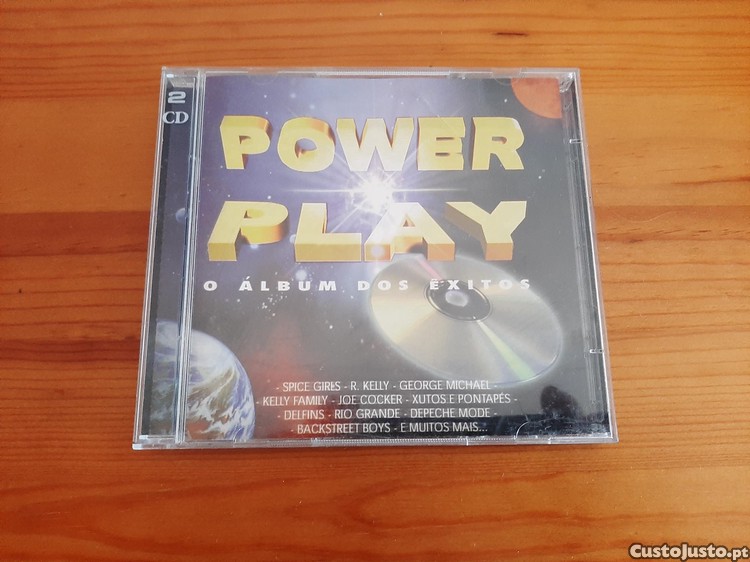 2
CD
POWER
PLAY
O ÁLBUM DOS ÊXITOS
- SPICE GIRLS - R. KELLY - GEORGE MICHAEL -
- KELLY FAMILY - JOE COCKER - XUTOS E PONTAPÉS -
- DELFINS - RIO GRANDE - DEPECHE MODE -
- BACKSTREET BOYS - E MUITOS MAIS...
CustoJusto.pt